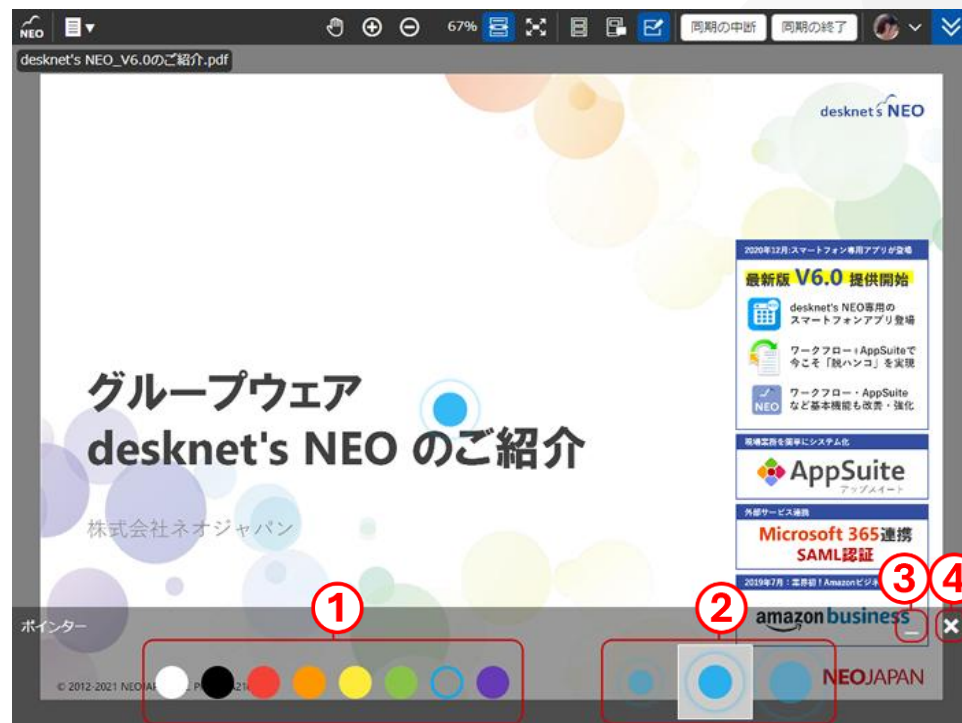 NEO
67%
同期の中断
同期の終了
desknet's NEO_V6.0のご紹介.pdf
desknet's NEO
2020年12月:スマートフォン専用アプリが登場
最新版 V6.0 提供開始
desknet's NEO専用の
スマートフォンアプリ登場
ワークフロー+AppSuiteで
今こそ「脱ハンコ」を実現
NEO
ワークフロー・AppSuite
など基本機能も改善・強化
グループウェア
desknet's NEO のご紹介
株式会社ネオジャパン
現場業務を簡単にシステム化
AppSuite
アップスイート
外部サービス連携
Microsoft 365連携
SAML認証
2019年7月:業界初!Amazonビジネ
amazon business
ポインター
①
②
③
④
© 2012-2021
NEOJAPAN